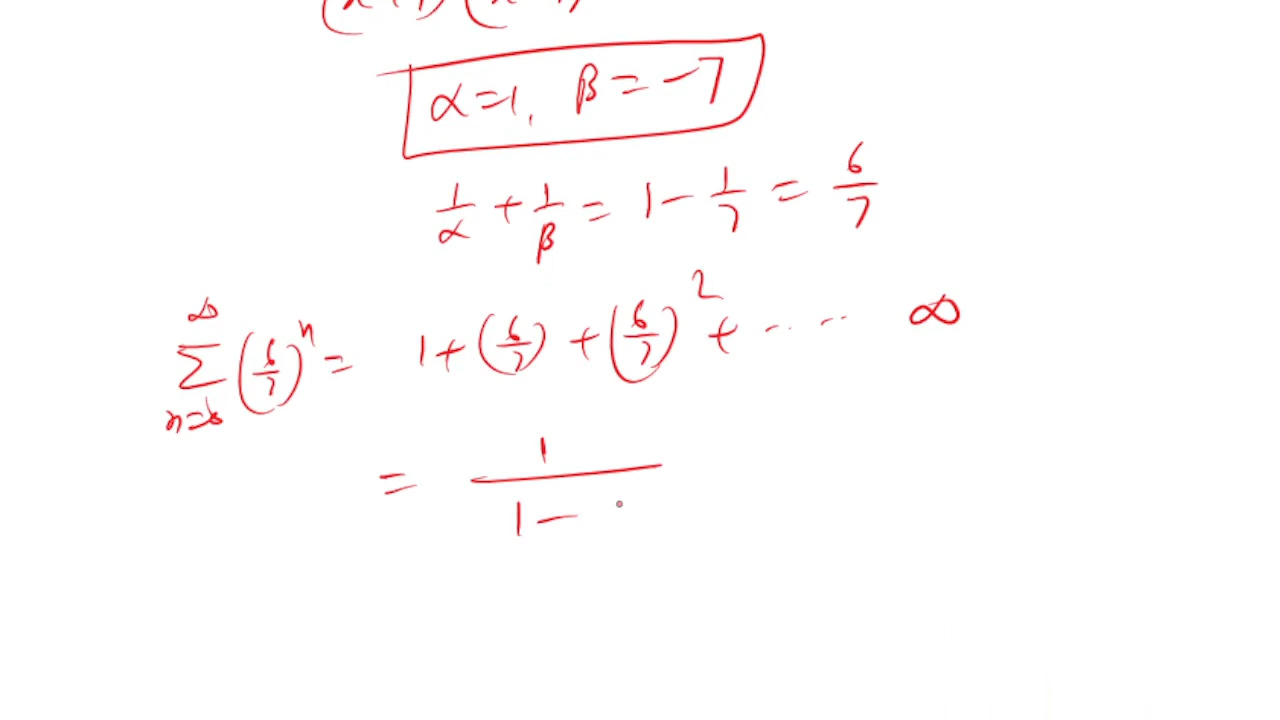 α = 1, β = -7
1/α + 1/β = 1 - 1/7 = 6/7
∞
∑ (6/7)^n = 1 + (6/7) + (6/7)^2 + ... .. ∞
n=0
= 1/(1 -